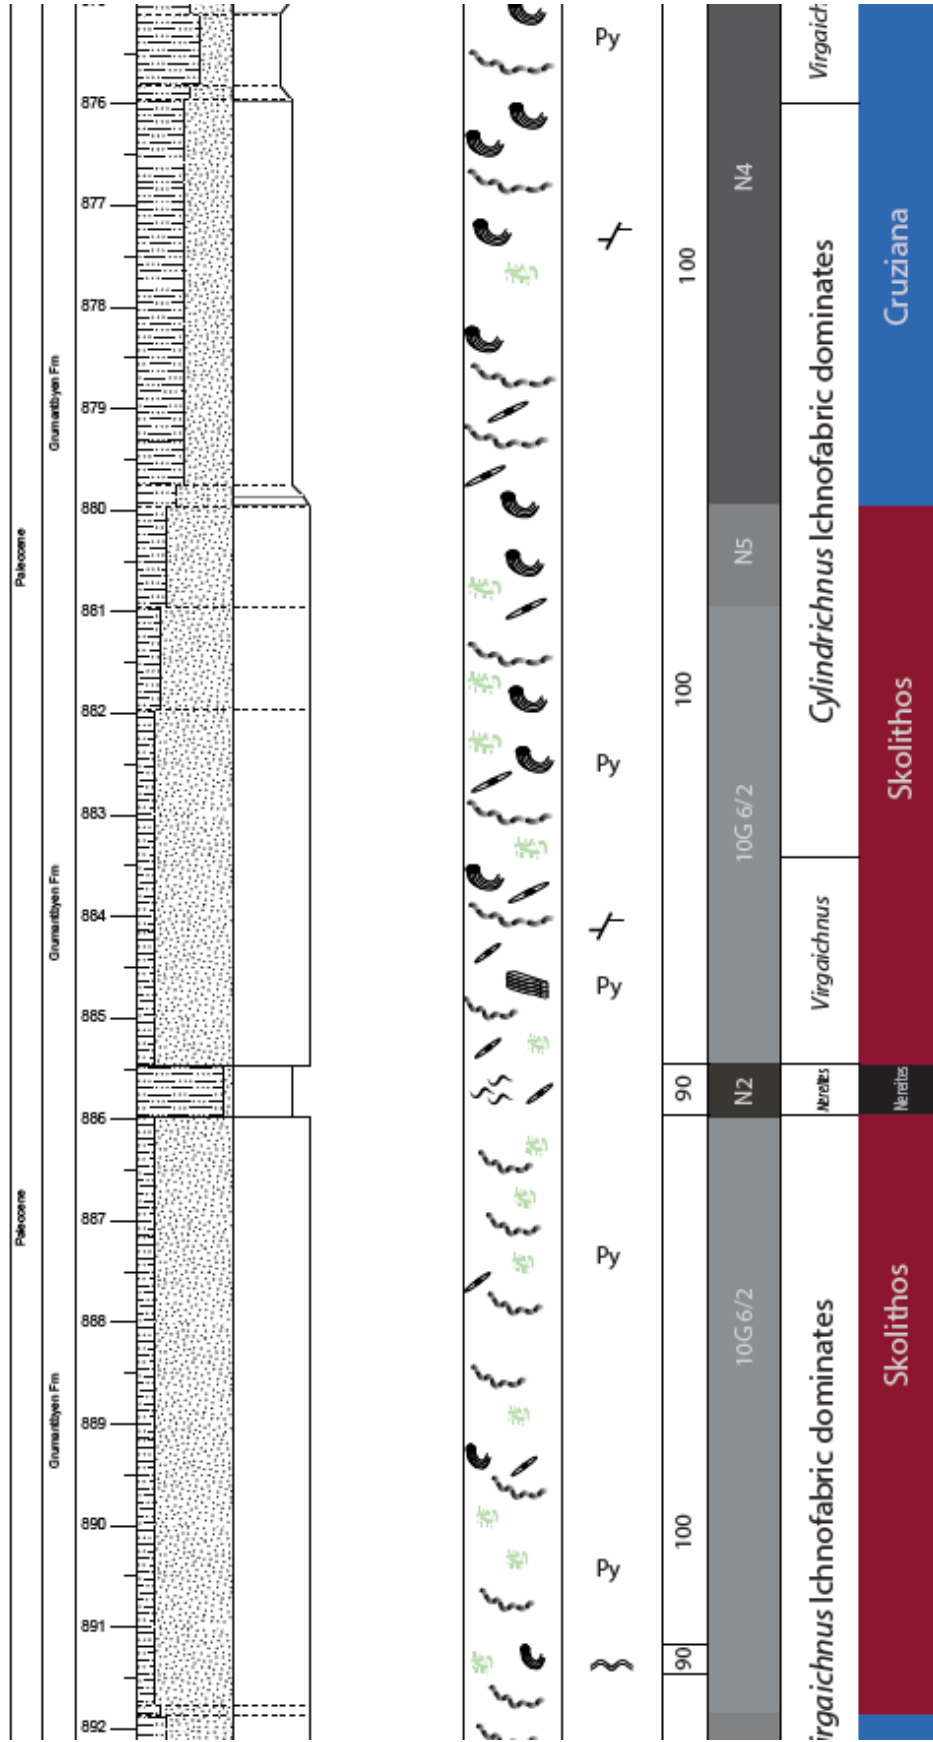 Paleocene
Paleocene
Grumantbyen Fm
Grumantbyen Fm
Grumantbyen Fm
876
877
878
879
880
881
882
883
884
885
886
887
888
889
890
891
892
Py
Py
Py
Py
Py
100
100
90
100
90
N4
N5
10G 6/2
N2
10G 6/2
Virgaich
Cylindrichnus Ichnofabric dominates
Virgaichnus
Nereites
irgaichnus Ichnofabric dominates
Cruziana
Skolithos
Nereites
Skolithos